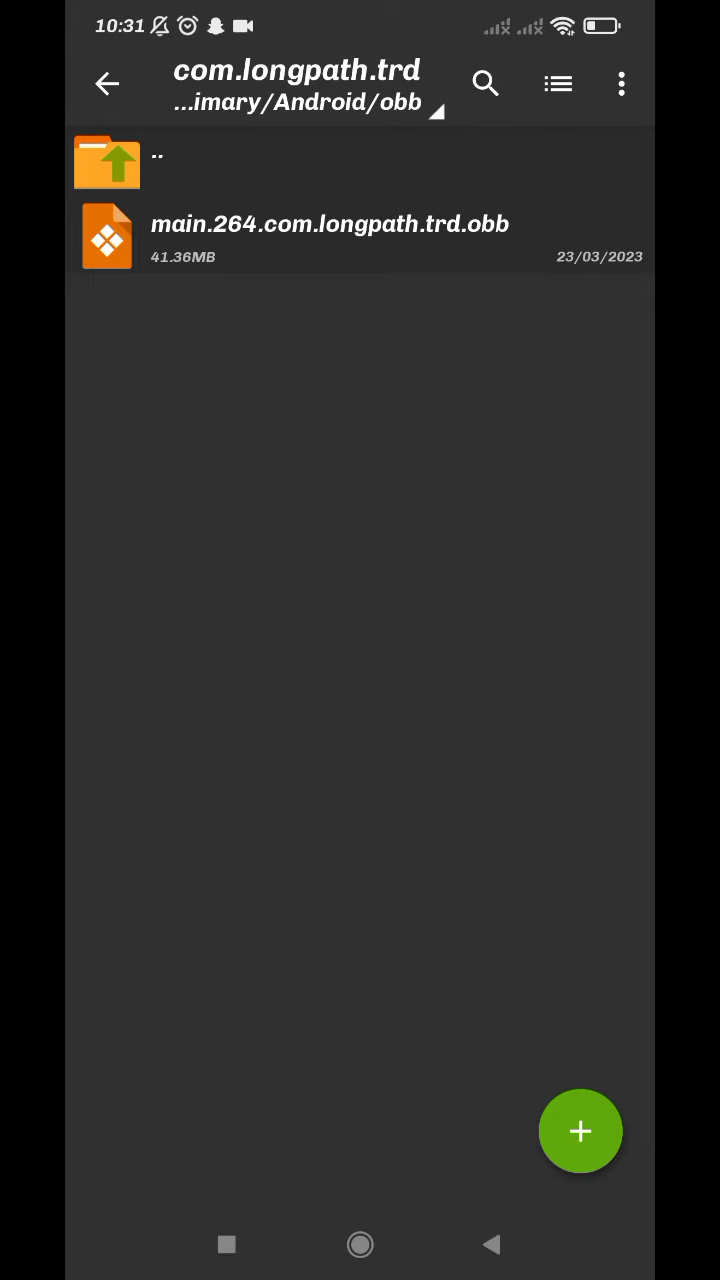 10:31
com.longpath.trd
...imary/Android/obb
..
main.264.com.longpath.trd.obb
41.36MB 23/03/2023